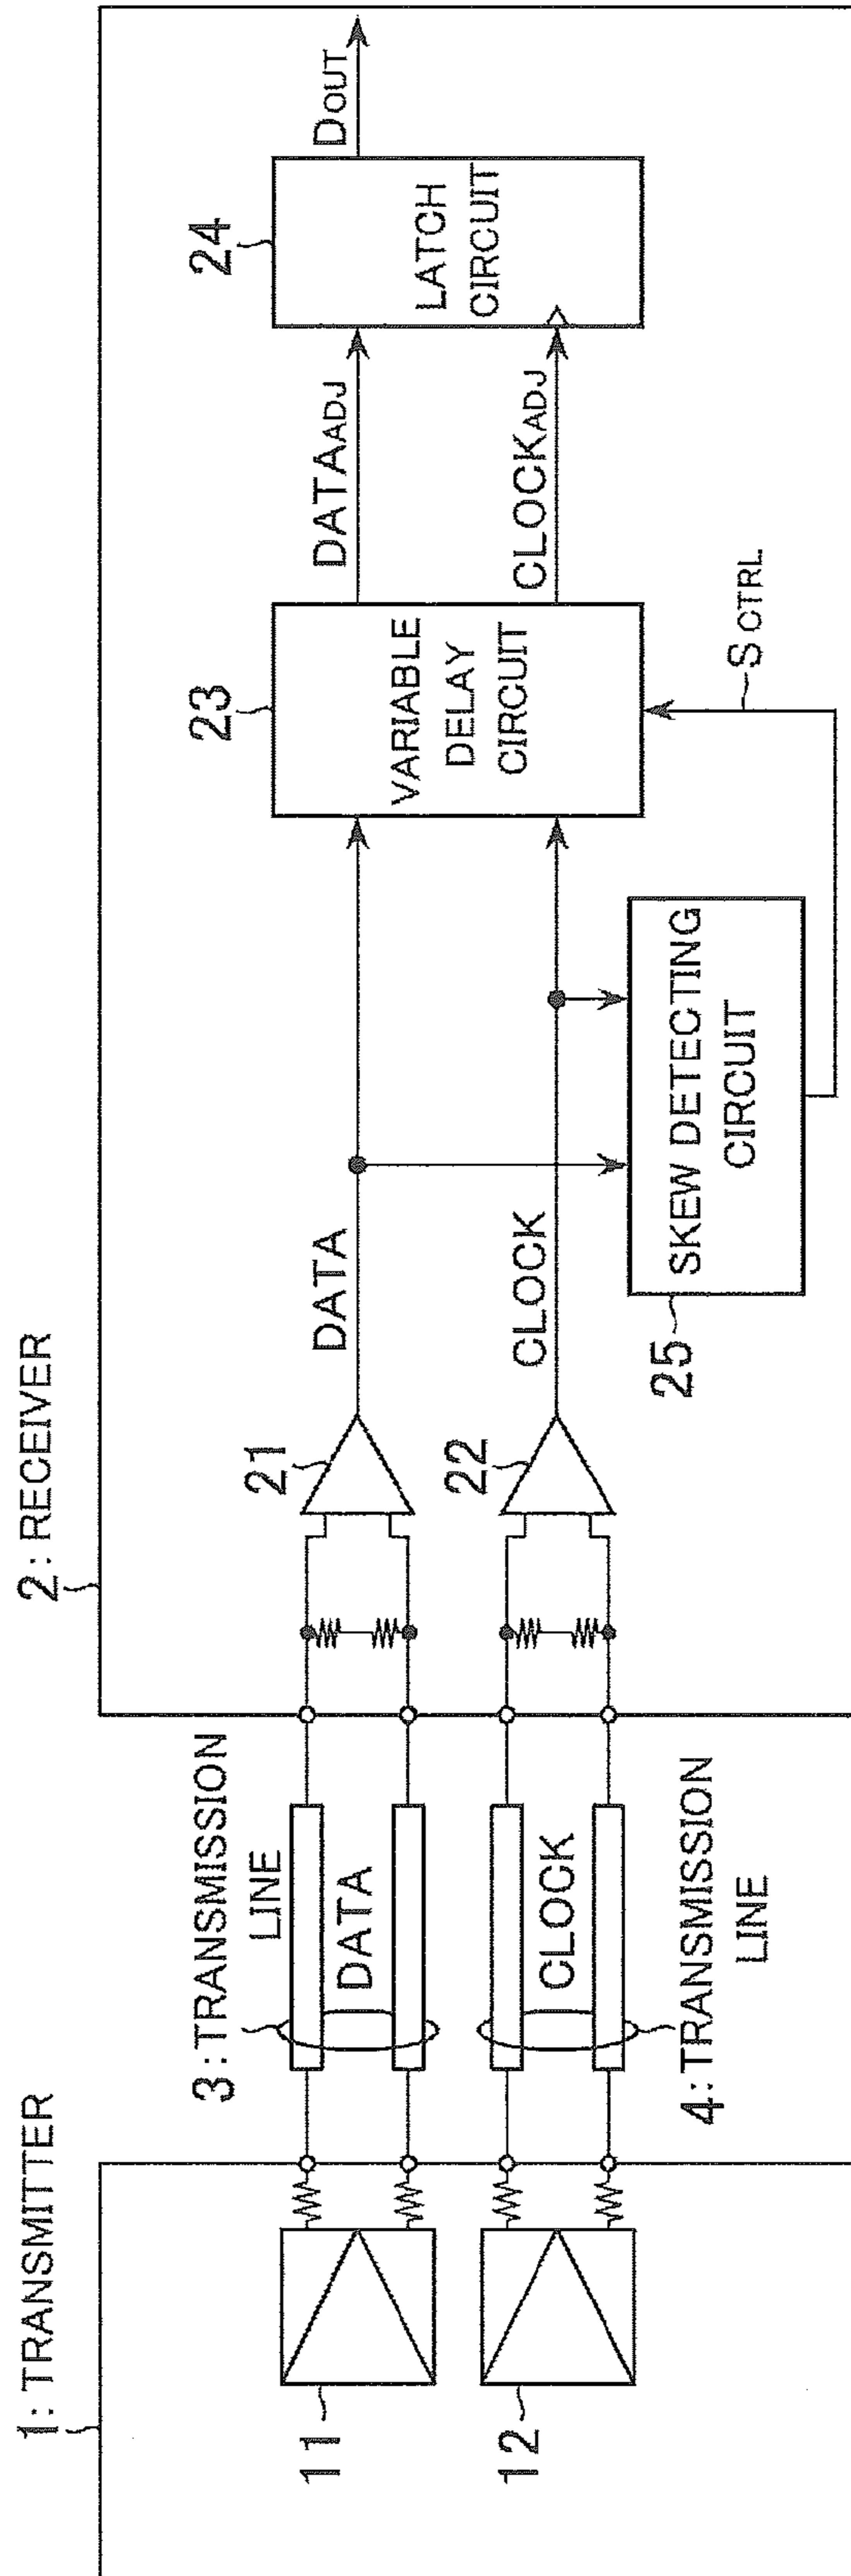 1: TRANSMITTER
11
12
3: TRANSMISSION
LINE
DATA
CLOCK
4: TRANSMISSION
LINE
2: RECEIVER
21
22
DATA
CLOCK
25
SKEW DETECTING
CIRCUIT
23
VARIABLE
DELAY
CIRCUIT
SCTRL
DATAADJ
CLOCKADJ
24
LATCH
CIRCUIT
DOUT